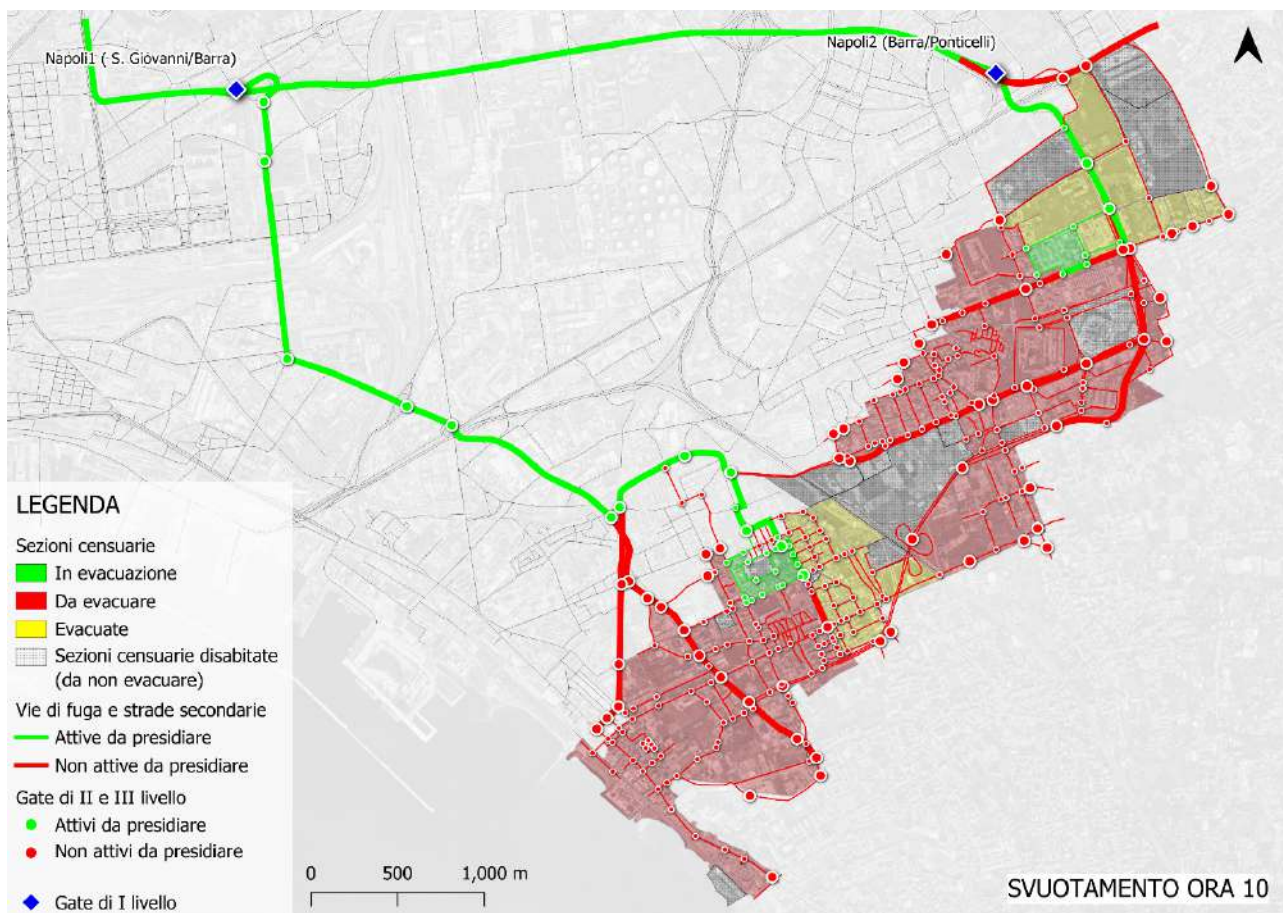 Napoli1 ( S. Giovanni/Barra)
Napoli2 (Barra/Ponticelli)
LEGENDA
Sezioni censuarie
In evacuazione
Da evacuare
Evacuate
Sezioni censuarie disabitate
(da non evacuare)
Vie di fuga e strade secondarie
Attive da presidiare
Non attive da presidiare
Gate di II e III livello
Attivi da presidiare
Non attivi da presidiare
Gate di I livello
0 500 1,000 m
SVUOTAMENTO ORA 10